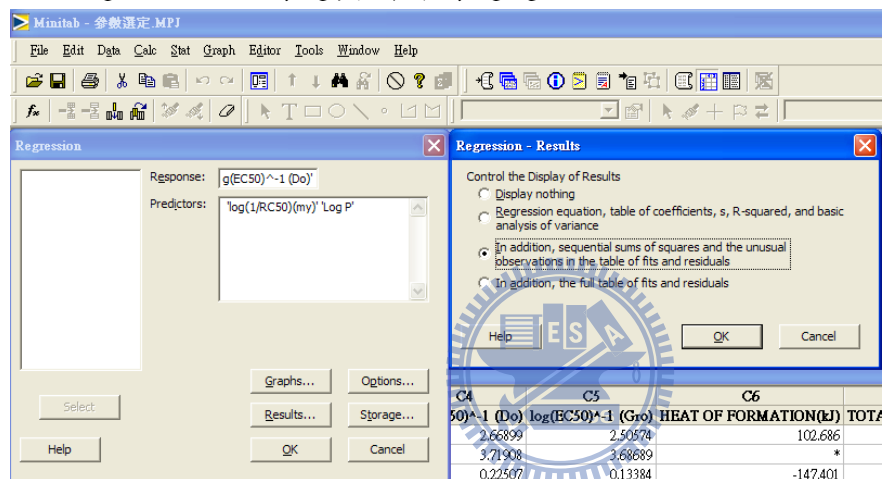 Minitab - 參數選定.MPJ
File Edit Data Calc Stat Graph Editor Tools Window Help
Regression
Response: g(EC50)^-1 (Do)'
Predictors: 'log(1/RC50)(my)' 'Log P'
Graphs... Options...
Select
Results... Storage...
Help OK Cancel
Regression - Results
Control the Display of Results
Display nothing
Regression equation, table of coefficients, s, R-squared, and basic
analysis of variance
In addition, sequential sums of squares and the unusual
observations in the table of fits and residuals
In addition, the full table of fits and residuals
Help OK Cancel
ES
C4 C5 C6
50)^-1 (Do) log(EC50)^-1 (Gro) HEAT OF FORMATION(kJ) TOTA
2.66899 2.50574 102.686
3.71908 3.68689 *
0.22507 0.13384 -147.401